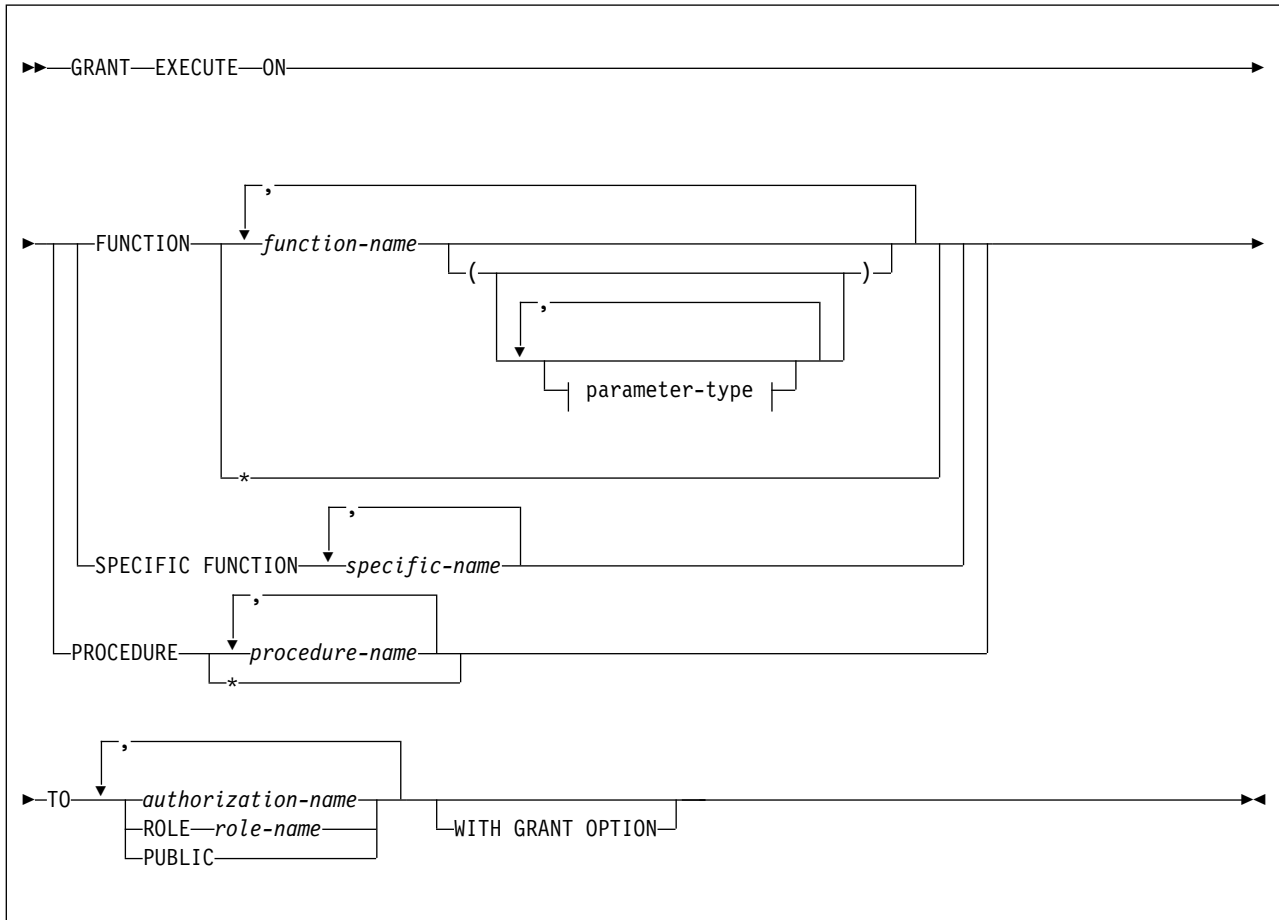 GRANT EXECUTE ON
,
FUNCTION function-name
( )
,
parameter-type
*
,
SPECIFIC FUNCTION specific-name
,
PROCEDURE procedure-name
*
,
TO authorization-name
ROLE role-name
WITH GRANT OPTION
PUBLIC